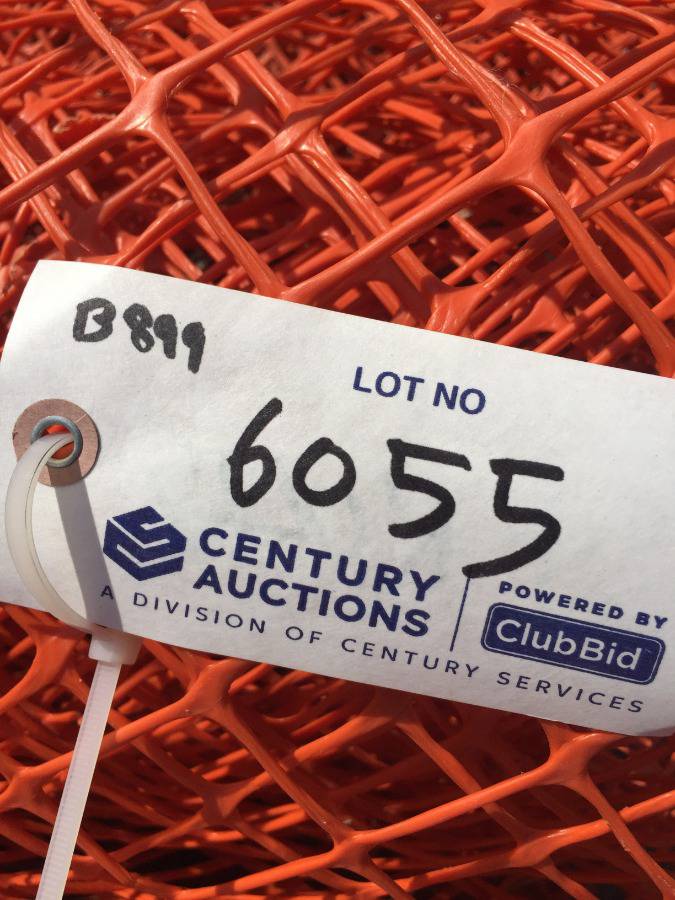 B899
LOT NO
6055
CENTURY
AUCTIONS
A DIVISION OF CENTURY SERVICES
POWERED BY
ClubBid